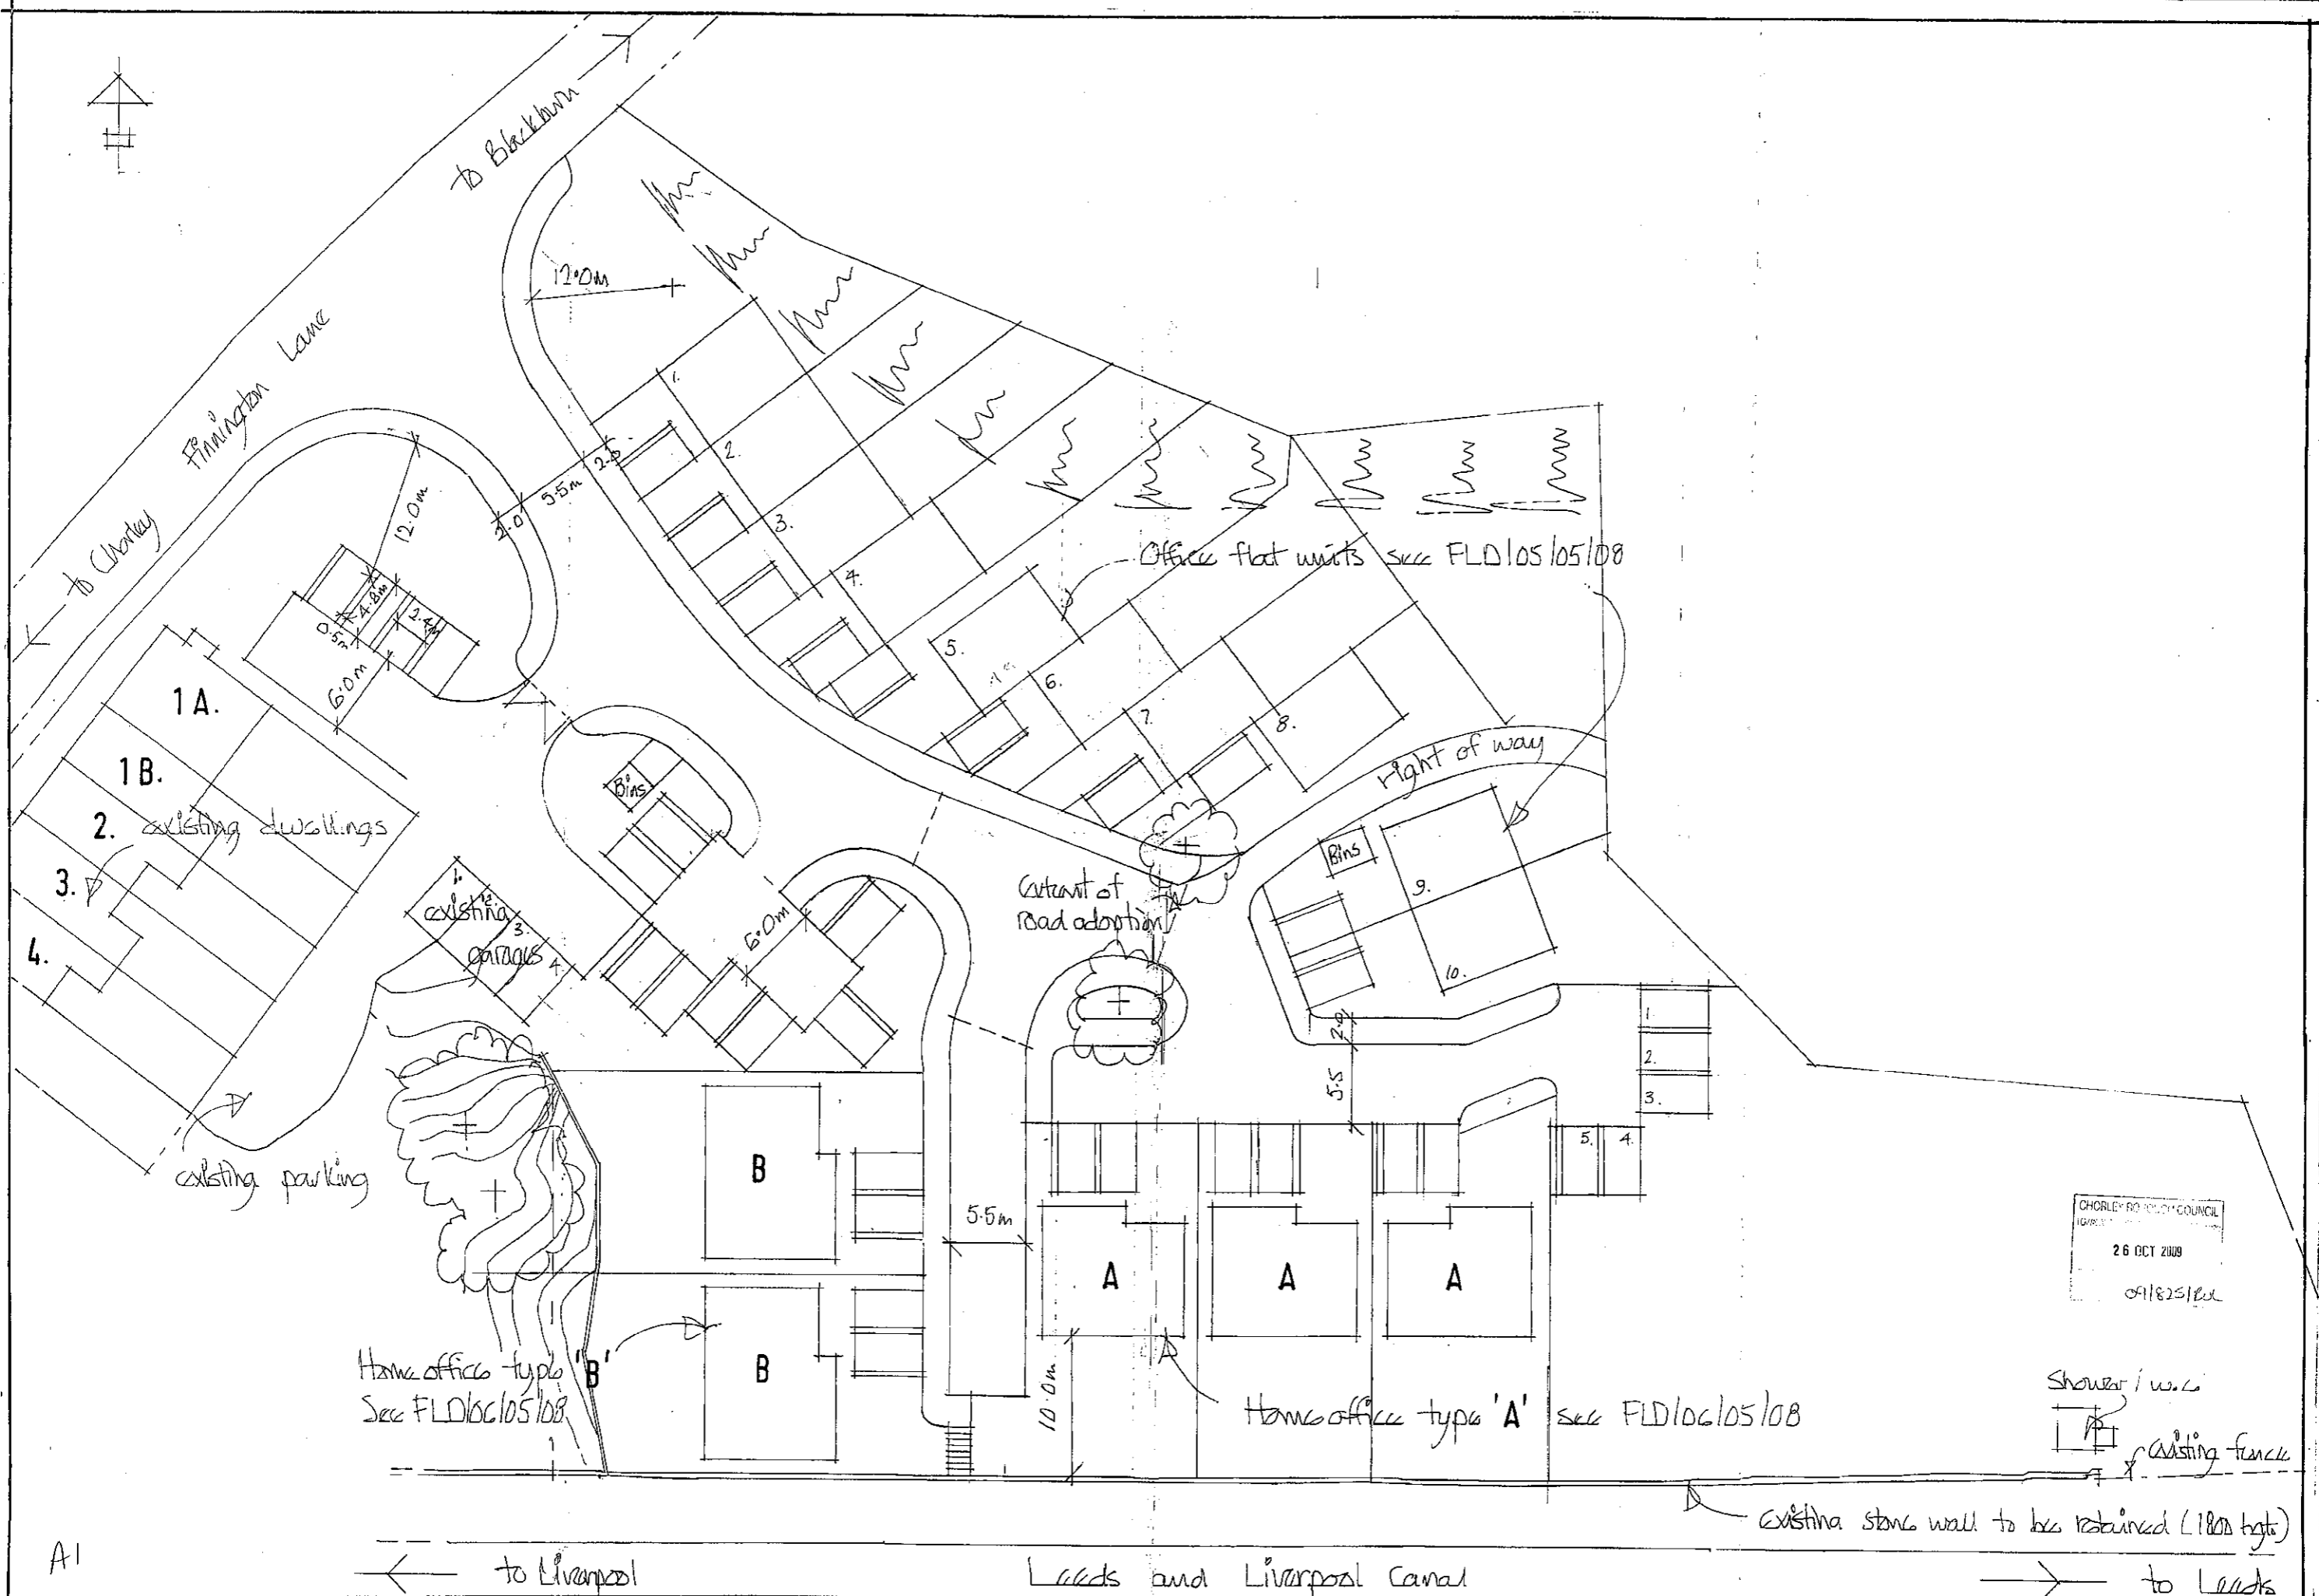 to Blackburn
Finnington Lane
to Chorley
12.0m
12.0m
2.0
5.5m
2.0
4.8m
2.4m
0.5m
6.0m
1.
2.
3.
4.
5.
6.
7.
8.
Office flat units see FLD/05/05/08
right of way
1A.
1B.
2. existing dwellings
3.
4.
Bins
Bins
9.
10.
1.
2.
existing
3.
garages
4.
6.0m
Extent of
road adoption
2.0
5.5
1.
2.
3.
5. 4.
existing parking
B
B
5.5m
A
A
A
10.0m
Home office type 'B'
See FLD/06/05/08
Home office type 'A' see FLD/06/05/08
CHORLEY BOROUGH COUNCIL
26 OCT 2009
Shower / w.c
existing fence
Existing stone wall to be retained (1800 hgt)
A1
to Liverpool
Leeds and Liverpool Canal
to Leeds